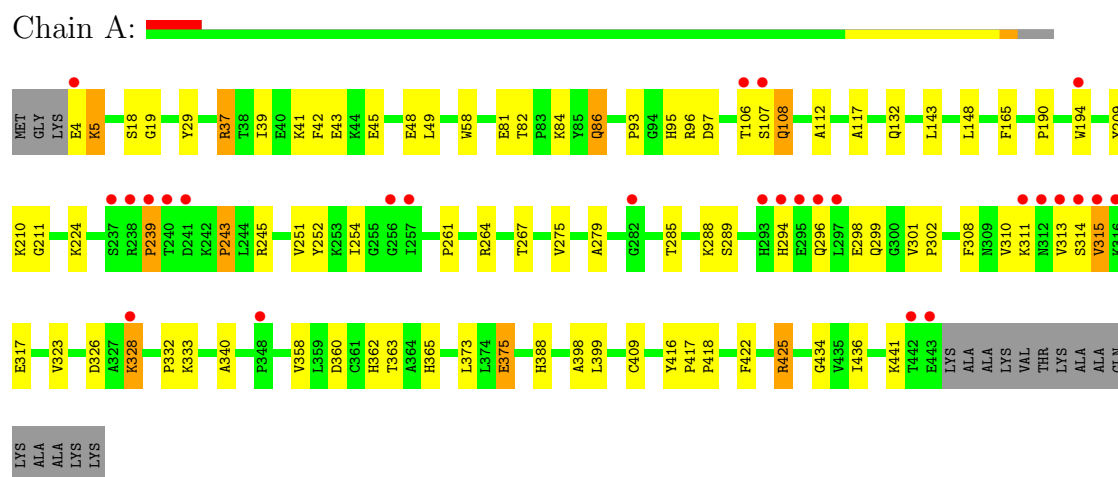 Chain A:
MET GLY LYS E4 K5 S18 G19 Y29 R37 T38 I39 E40 K41 E42 E43 K44 E45 E48 L49 W58 E81 T82 P83 K84 Y85 Q86 P93 G94 H95 R96 D97 T106 S107 Q108 A112 A117 Q132 L143 L148 F165 P190 W194 Y209
K210 G211 K224 S237 R238 P239 T240 D241 K242 P243 L244 R245 V251 Y252 K253 I254 G255 G256 I257 P261 R264 T267 V275 A279 G282 T285 K288 S289 H293 H294 E295 Q296 L297 E298 Q299 G300 V301 P302 F308 N309 V310 K311 N312 V313 S314 V315 K316
E317 V323 D326 A327 K328 P332 K333 A340 P348 V358 L359 D360 C361 H362 T363 A364 H365 L373 L374 E375 H388 A398 L399 C409 Y416 P417 P418 F422 R425 G434 V435 I436 K441 T442 E443 LYS ALA ALA LYS VAL THR LYS ALA ALA GLN
LYS ALA ALA LYS LYS